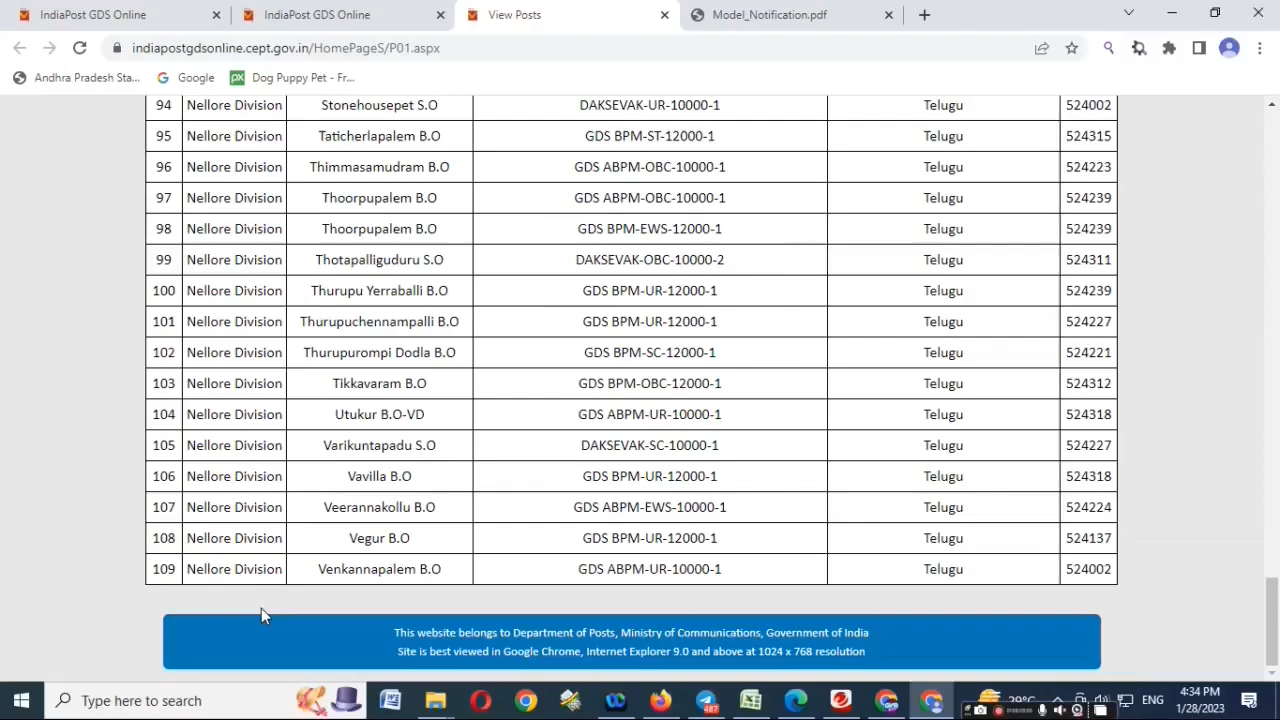 IndiaPost GDS Online
IndiaPost GDS Online
View Posts
Model_Notification.pdf
indiapostgdsonline.cept.gov.in/HomePageS/P01.aspx
Andhra Pradesh Sta...
Google
Dog Puppy Pet - Fr...
94 Nellore Division Stonehousepet S.O DAKSEVAK-UR-10000-1 Telugu 524002
95 Nellore Division Taticherlapalem B.O GDS BPM-ST-12000-1 Telugu 524315
96 Nellore Division Thimmasamudram B.O GDS ABPM-OBC-10000-1 Telugu 524223
97 Nellore Division Thoorpupalem B.O GDS ABPM-OBC-10000-1 Telugu 524239
98 Nellore Division Thoorpupalem B.O GDS BPM-EWS-12000-1 Telugu 524239
99 Nellore Division Thotapalliguduru S.O DAKSEVAK-OBC-10000-2 Telugu 524311
100 Nellore Division Thurupu Yerraballi B.O GDS BPM-UR-12000-1 Telugu 524239
101 Nellore Division Thurupuchennampalli B.O GDS BPM-UR-12000-1 Telugu 524227
102 Nellore Division Thurupurompi Dodla B.O GDS BPM-SC-12000-1 Telugu 524221
103 Nellore Division Tikkavaram B.O GDS BPM-OBC-12000-1 Telugu 524312
104 Nellore Division Utukur B.O-VD GDS ABPM-UR-10000-1 Telugu 524318
105 Nellore Division Varikuntapadu S.O DAKSEVAK-SC-10000-1 Telugu 524227
106 Nellore Division Vavilla B.O GDS BPM-UR-12000-1 Telugu 524318
107 Nellore Division Veerannakollu B.O GDS ABPM-EWS-10000-1 Telugu 524224
108 Nellore Division Vegur B.O GDS BPM-UR-12000-1 Telugu 524137
109 Nellore Division Venkannapalem B.O GDS ABPM-UR-10000-1 Telugu 524002
This website belongs to Department of Posts, Ministry of Communications, Government of India
Site is best viewed in Google Chrome, Internet Explorer 9.0 and above at 1024 x 768 resolution
Type here to search
487
ENG
4:34 PM
1/28/2023